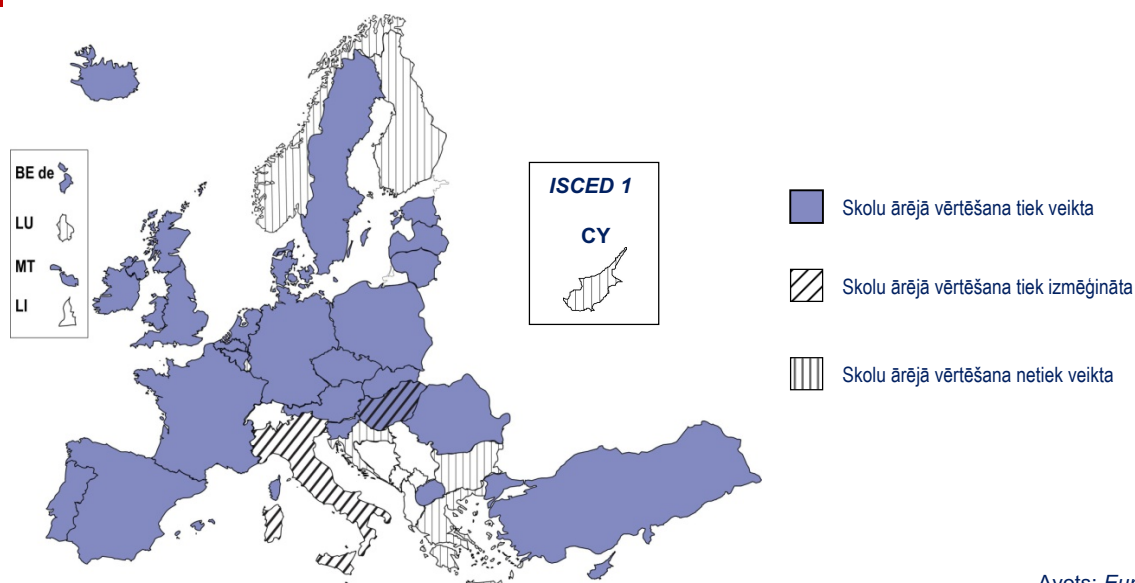 BE de
LU
MT
LI
ISCED 1
CY
Skolu ārējā vērtēšana tiek veikta
Skolu ārējā vērtēšana tiek izmēģināta
Skolu ārējā vērtēšana netiek veikta